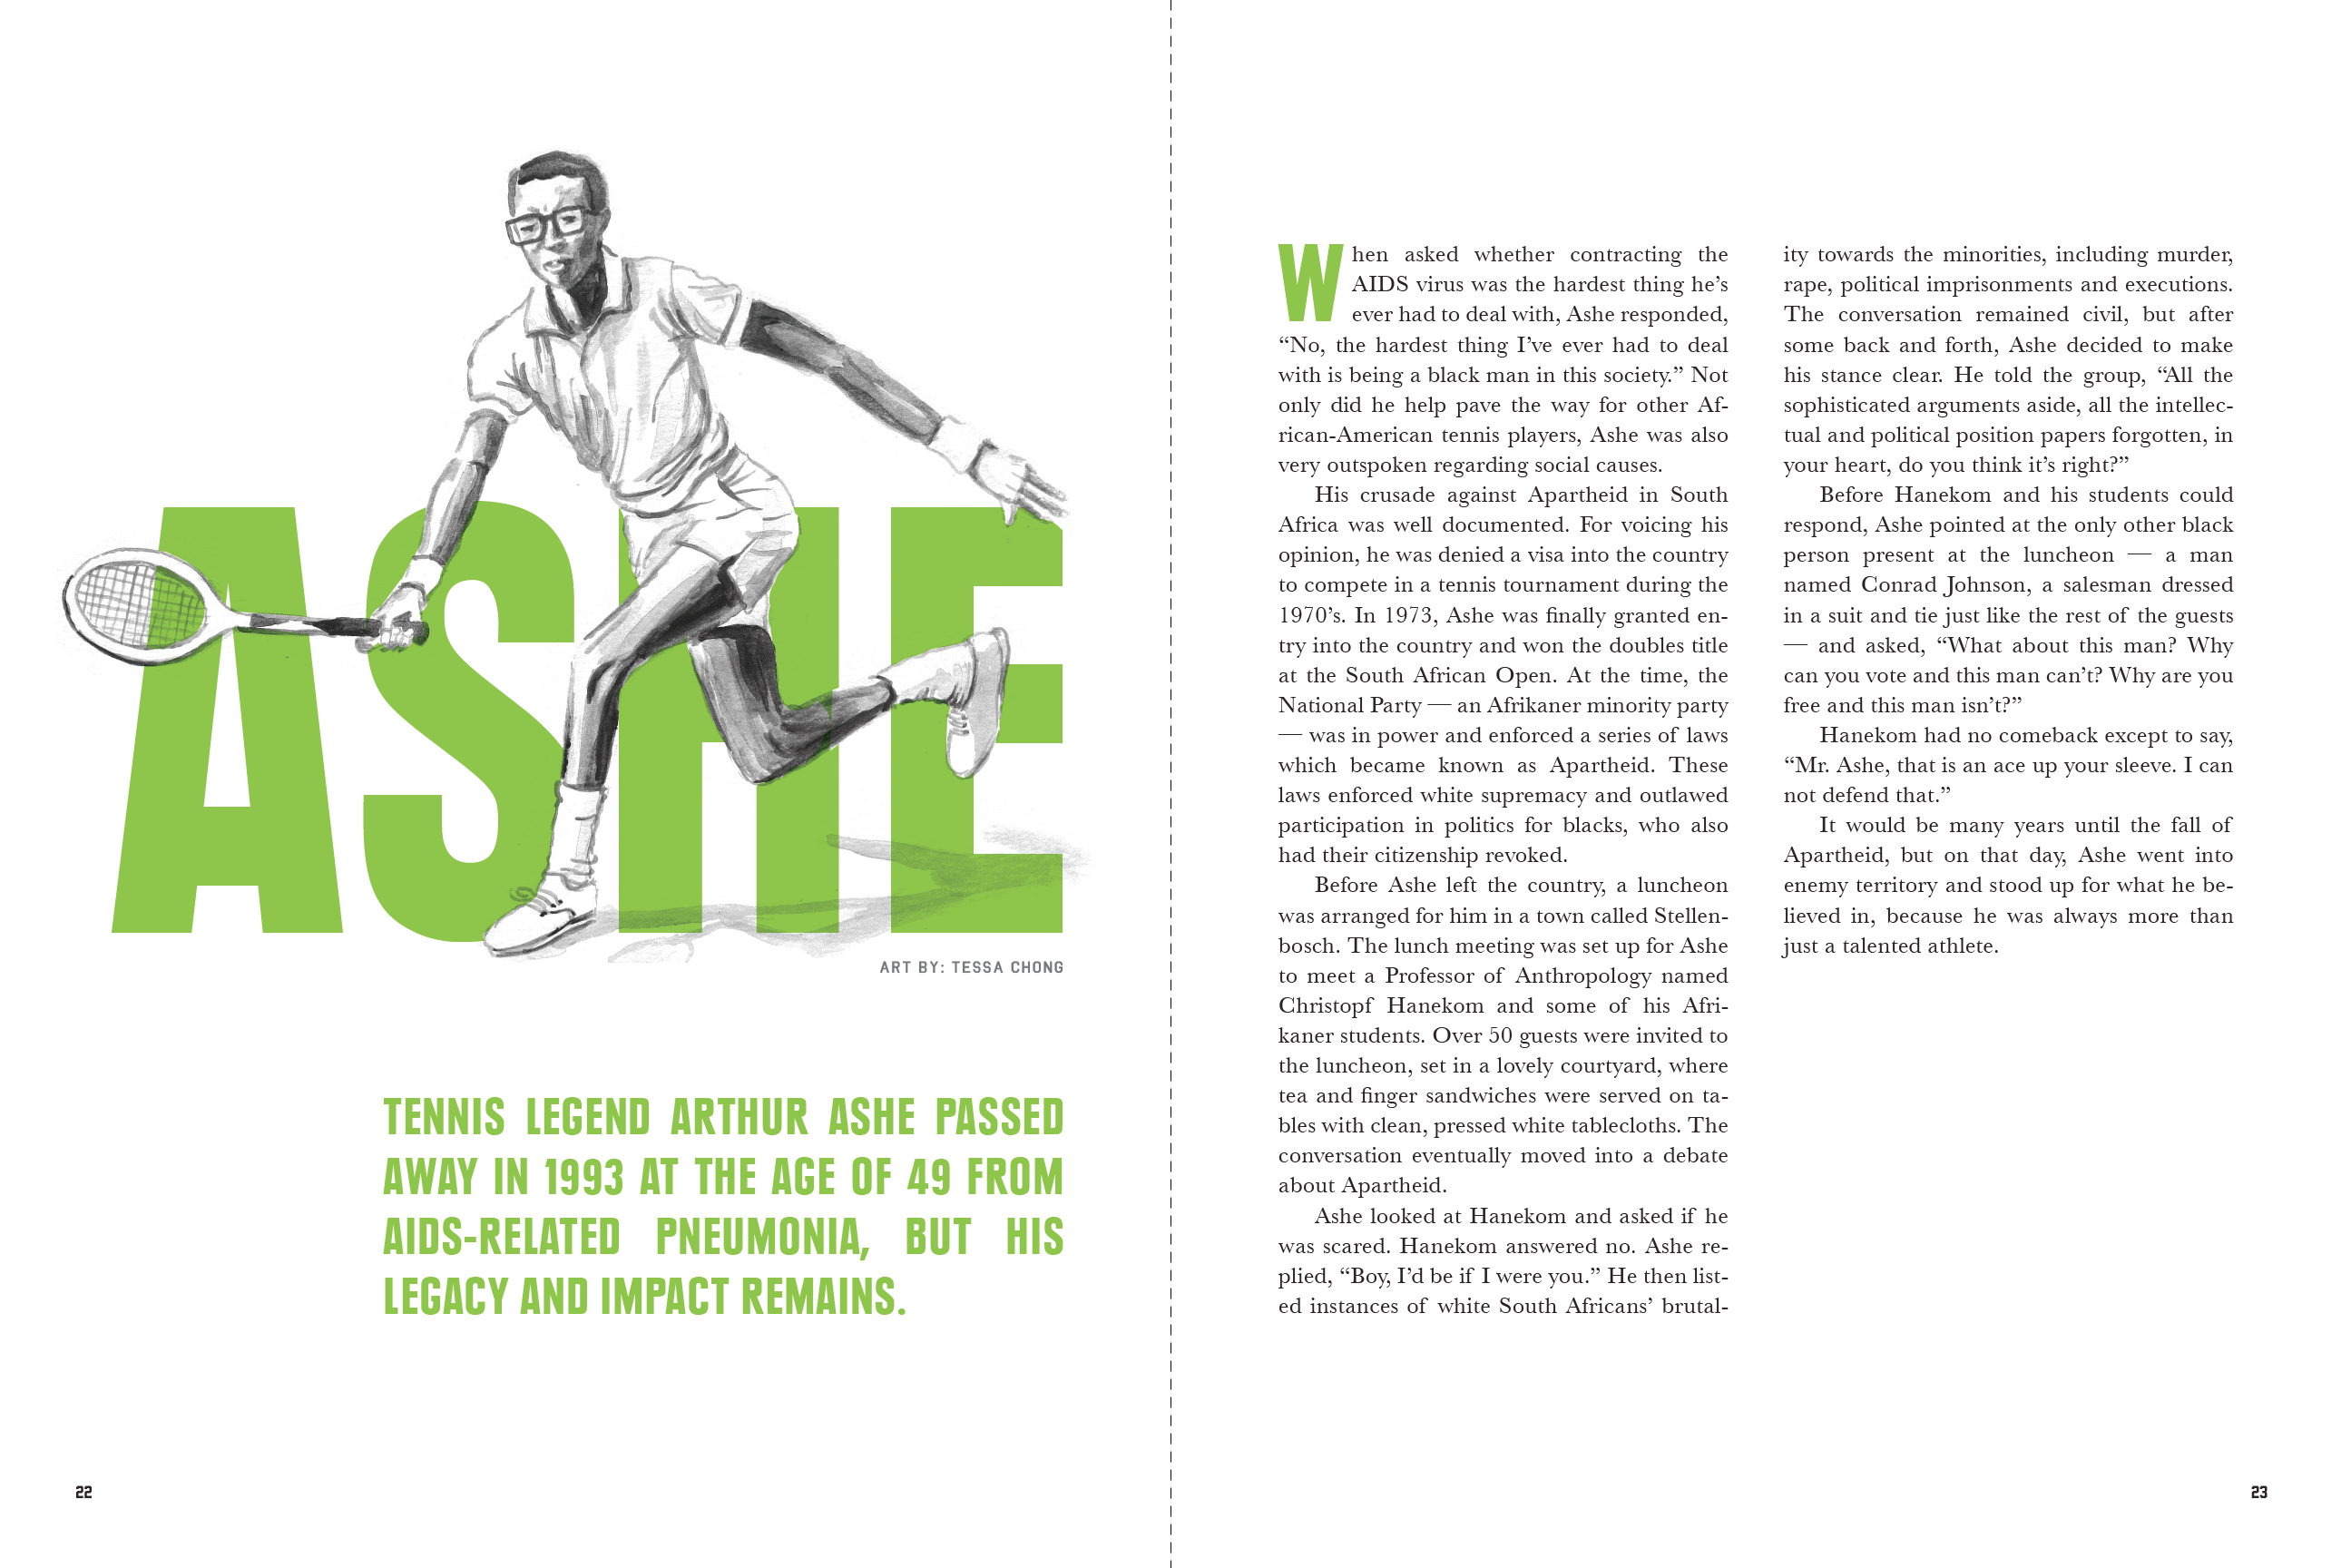 ASHE
ART BY: TESSA CHONG
TENNIS LEGEND ARTHUR ASHE PASSED
AWAY IN 1993 AT THE AGE OF 49 FROM
AIDS-RELATED PNEUMONIA, BUT HIS
LEGACY AND IMPACT REMAINS.
22
When asked whether contracting the
AIDS virus was the hardest thing he’s
ever had to deal with, Ashe responded,
“No, the hardest thing I’ve ever had to deal
with is being a black man in this society.” Not
only did he help pave the way for other Af-
rican-American tennis players, Ashe was also
very outspoken regarding social causes.
His crusade against Apartheid in South
Africa was well documented. For voicing his
opinion, he was denied a visa into the country
to compete in a tennis tournament during the
1970’s. In 1973, Ashe was finally granted en-
try into the country and won the doubles title
at the South African Open. At the time, the
National Party — an Afrikaner minority party
— was in power and enforced a series of laws
which became known as Apartheid. These
laws enforced white supremacy and outlawed
participation in politics for blacks, who also
had their citizenship revoked.
Before Ashe left the country, a luncheon
was arranged for him in a town called Stellen-
bosch. The lunch meeting was set up for Ashe
to meet a Professor of Anthropology named
Christopf Hanekom and some of his Afri-
kaner students. Over 50 guests were invited to
the luncheon, set in a lovely courtyard, where
tea and finger sandwiches were served on ta-
bles with clean, pressed white tablecloths. The
conversation eventually moved into a debate
about Apartheid.
Ashe looked at Hanekom and asked if he
was scared. Hanekom answered no. Ashe re-
plied, “Boy, I’d be if I were you.” He then list-
ed instances of white South Africans’ brutal-
ity towards the minorities, including murder,
rape, political imprisonments and executions.
The conversation remained civil, but after
some back and forth, Ashe decided to make
his stance clear. He told the group, “All the
sophisticated arguments aside, all the intellec-
tual and political position papers forgotten, in
your heart, do you think it’s right?”
Before Hanekom and his students could
respond, Ashe pointed at the only other black
person present at the luncheon — a man
named Conrad Johnson, a salesman dressed
in a suit and tie just like the rest of the guests
— and asked, “What about this man? Why
can you vote and this man can’t? Why are you
free and this man isn’t?”
Hanekom had no comeback except to say,
“Mr. Ashe, that is an ace up your sleeve. I can
not defend that.”
It would be many years until the fall of
Apartheid, but on that day, Ashe went into
enemy territory and stood up for what he be-
lieved in, because he was always more than
just a talented athlete.
23